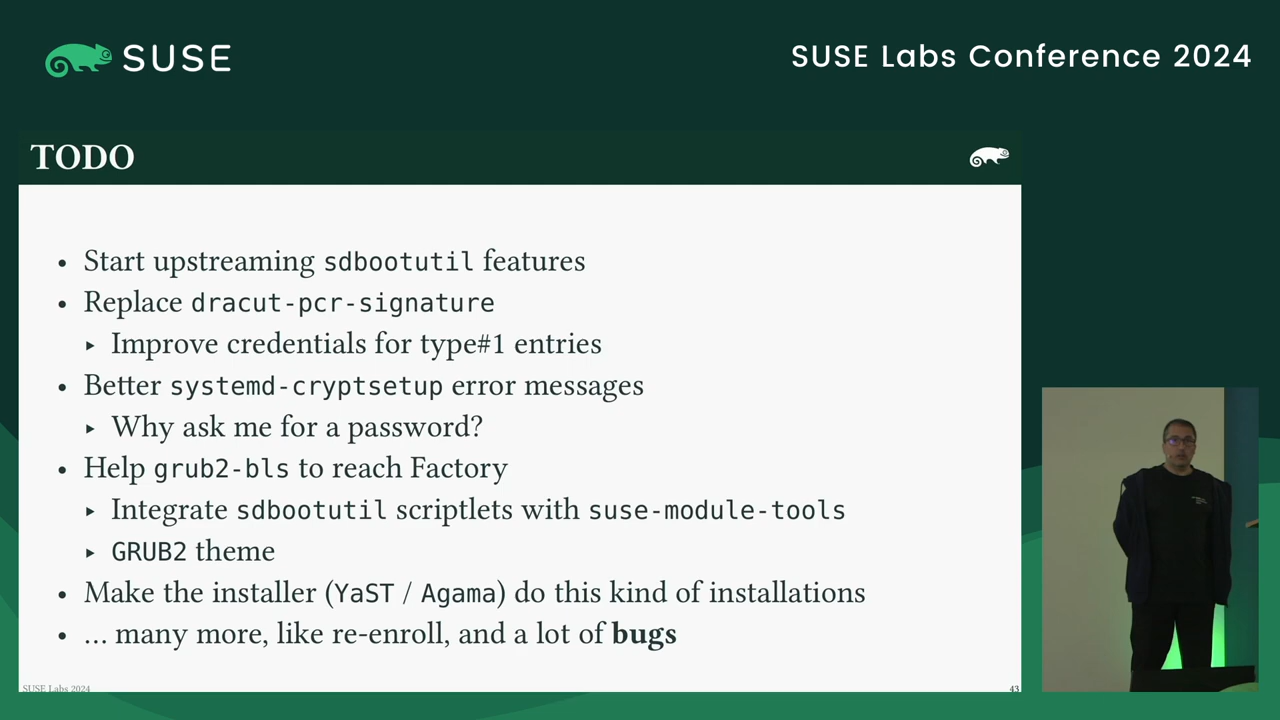 SUSE
SUSE Labs Conference 2024
TODO
• Start upstreaming sdbootutil features
• Replace dracut-pcr-signature
▸ Improve credentials for type#1 entries
• Better systemd-cryptsetup error messages
▸ Why ask me for a password?
• Help grub2-bls to reach Factory
▸ Integrate sdbootutil scriptlets with suse-module-tools
▸ GRUB2 theme
• Make the installer (YaST / Agama) do this kind of installations
• … many more, like re-enroll, and a lot of bugs
SUSE Labs 2024
43